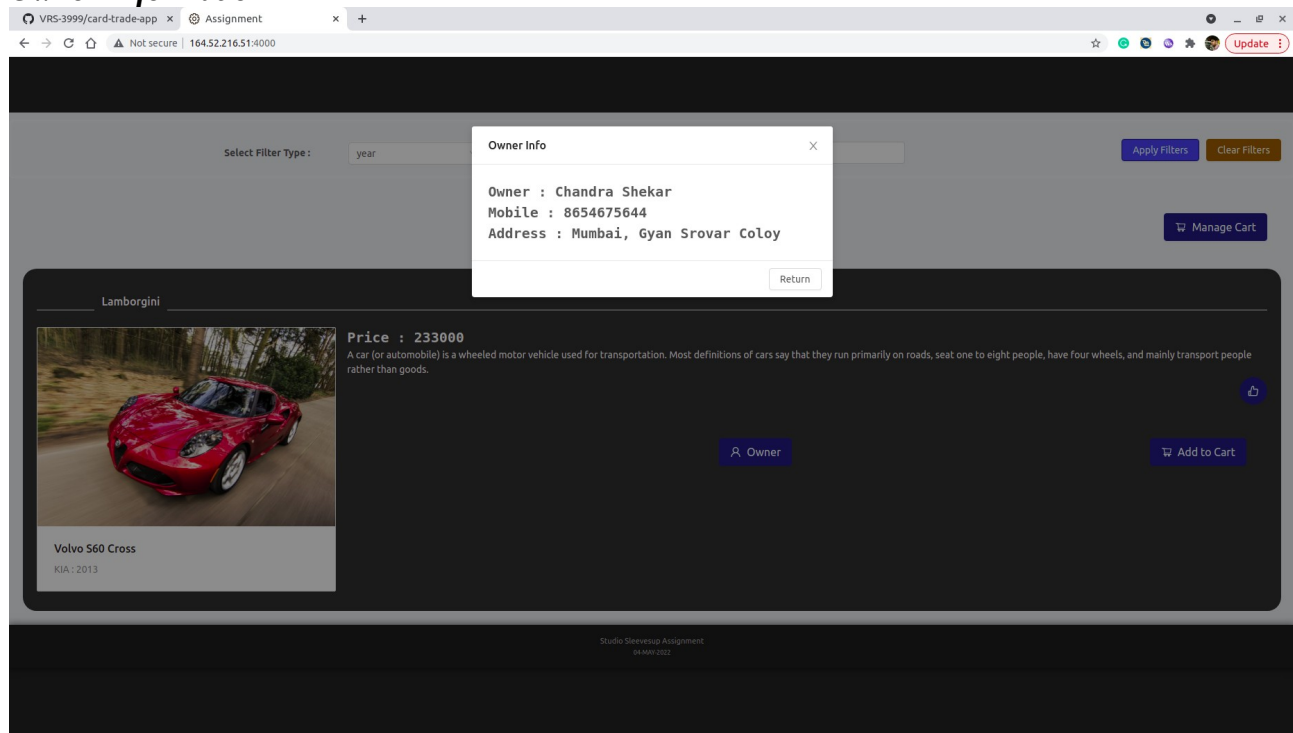 VRS-3999/card-trade-app
Assignment
Not secure | 164.52.216.51:4000
Update
Select Filter Type :
year
Apply Filters
Clear Filters
Owner Info
Owner : Chandra Shekar
Mobile : 8654675644
Address : Mumbai, Gyan Srovar Coloy
Return
Manage Cart
Lamborgini
Price : 233000
A car (or automobile) is a wheeled motor vehicle used for transportation. Most definitions of cars say that they run primarily on roads, seat one to eight people, have four wheels, and mainly transport people
rather than goods.
Owner
Add to Cart
Volvo S60 Cross
KIA : 2013
Studio Sleevesup Assignment
04-MAY-2022